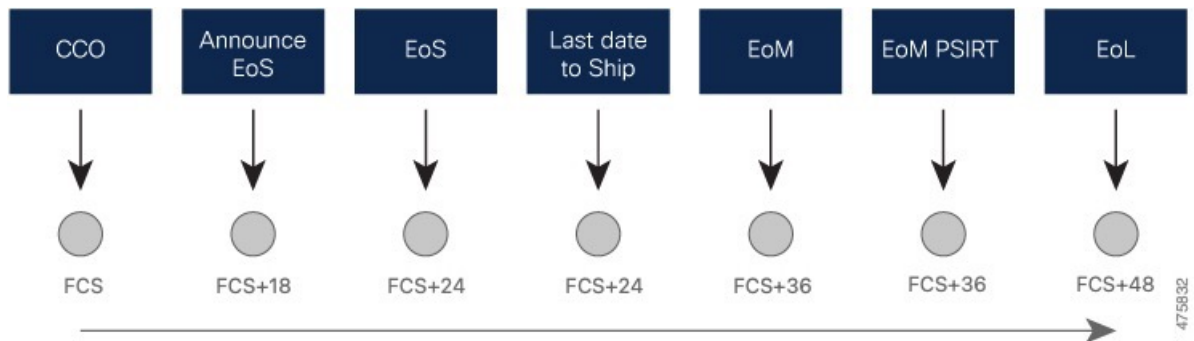 CCO
Announce
EoS
EoS
Last date
to Ship
EoM
EoM PSIRT
EoL
FCS
FCS+18
FCS+24
FCS+24
FCS+36
FCS+36
FCS+48
475832